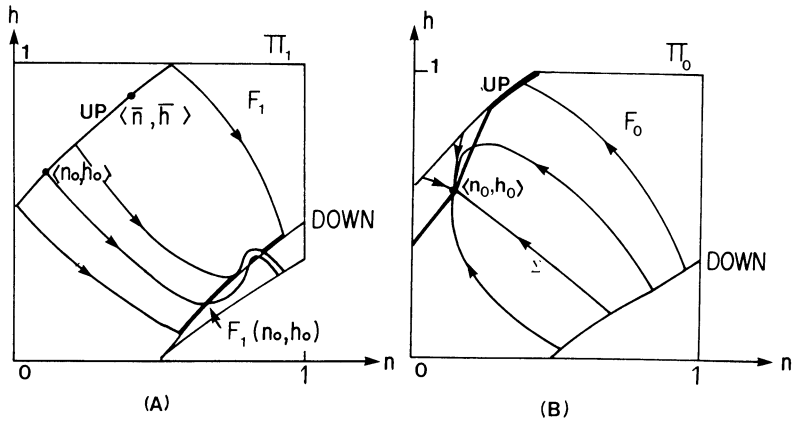 h
1
Π₁
UP
⟨n̄, h̄⟩
F₁
⟨n₀,h₀⟩
DOWN
F₁(n₀,h₀)
0
1
n
(A)
h
1
Π₀
UP
F₀
⟨n₀,h₀⟩
DOWN
Σ
0
1
n
(B)